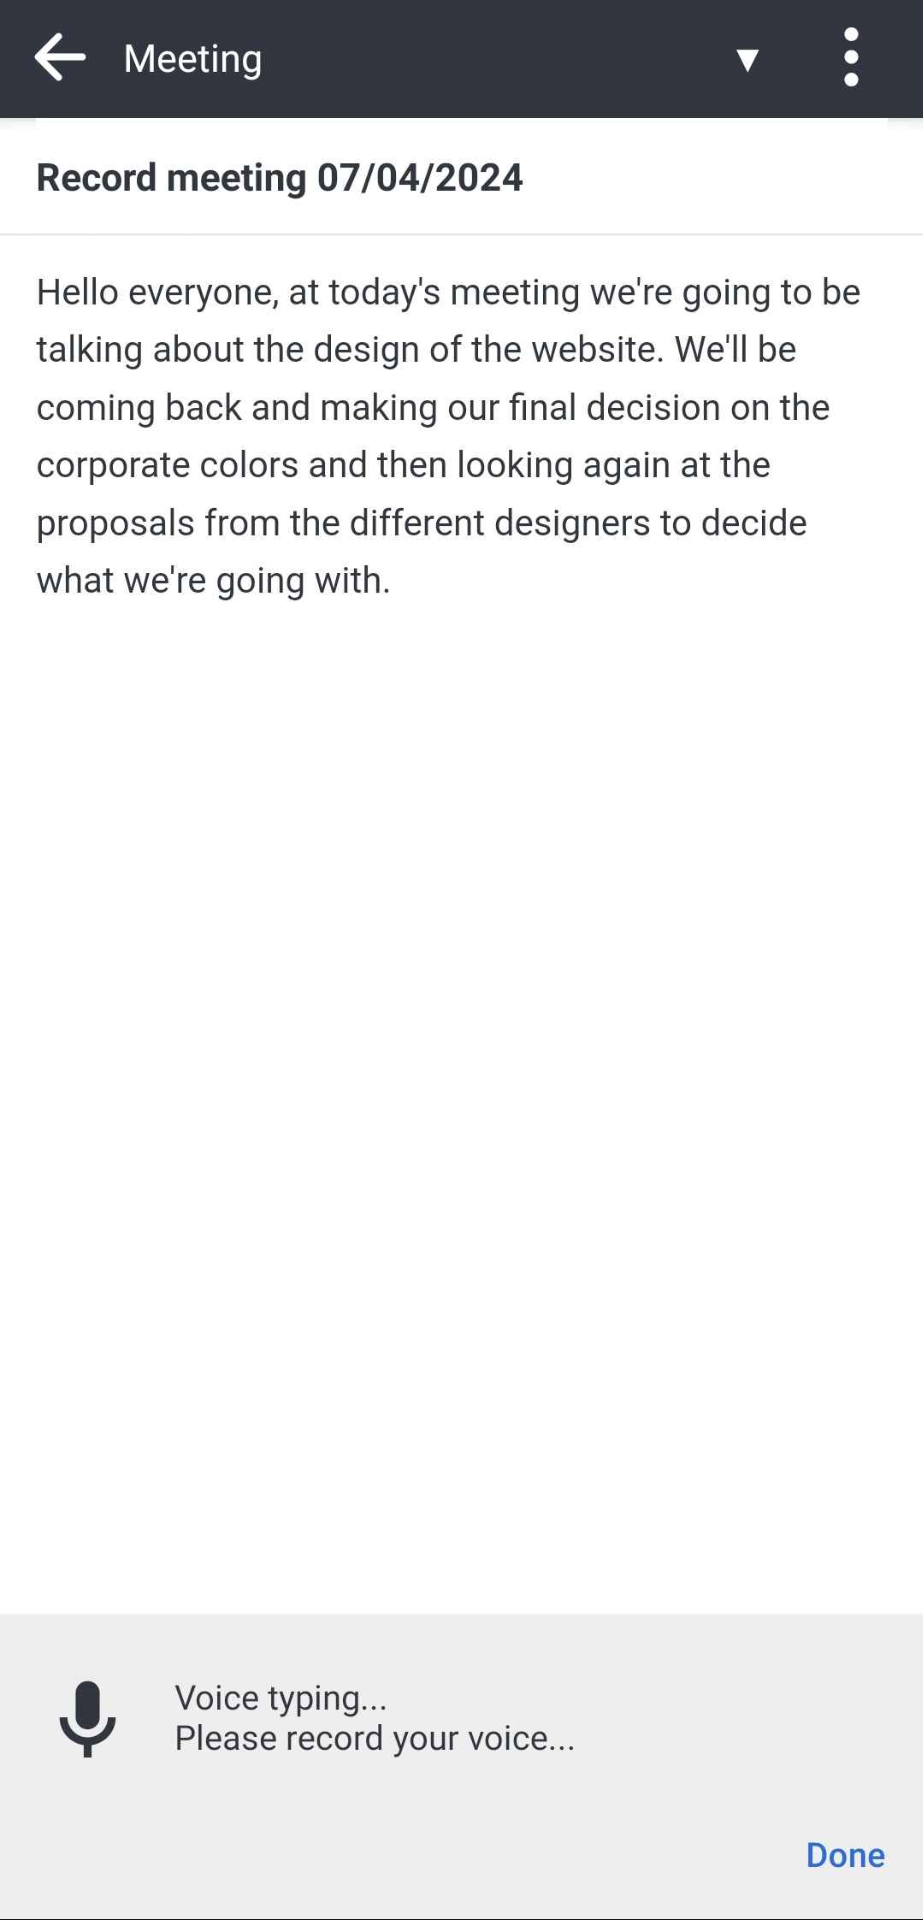 Meeting
Record meeting 07/04/2024
Hello everyone, at today's meeting we're going to be
talking about the design of the website. We'll be
coming back and making our final decision on the
corporate colors and then looking again at the
proposals from the different designers to decide
what we're going with.
Voice typing...
Please record your voice...
Done